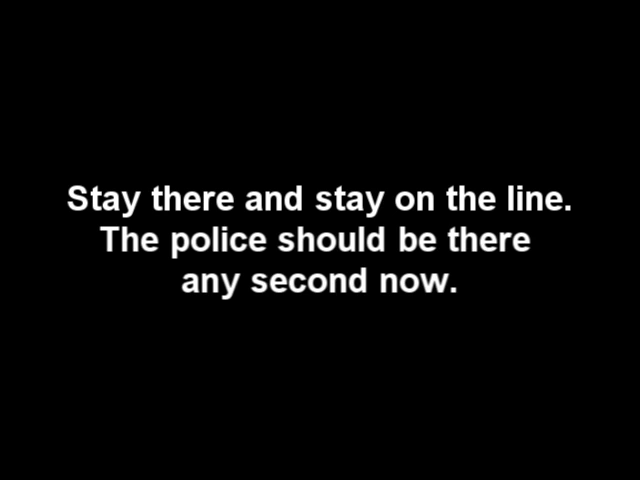 Stay there and stay on the line.
The police should be there
any second now.